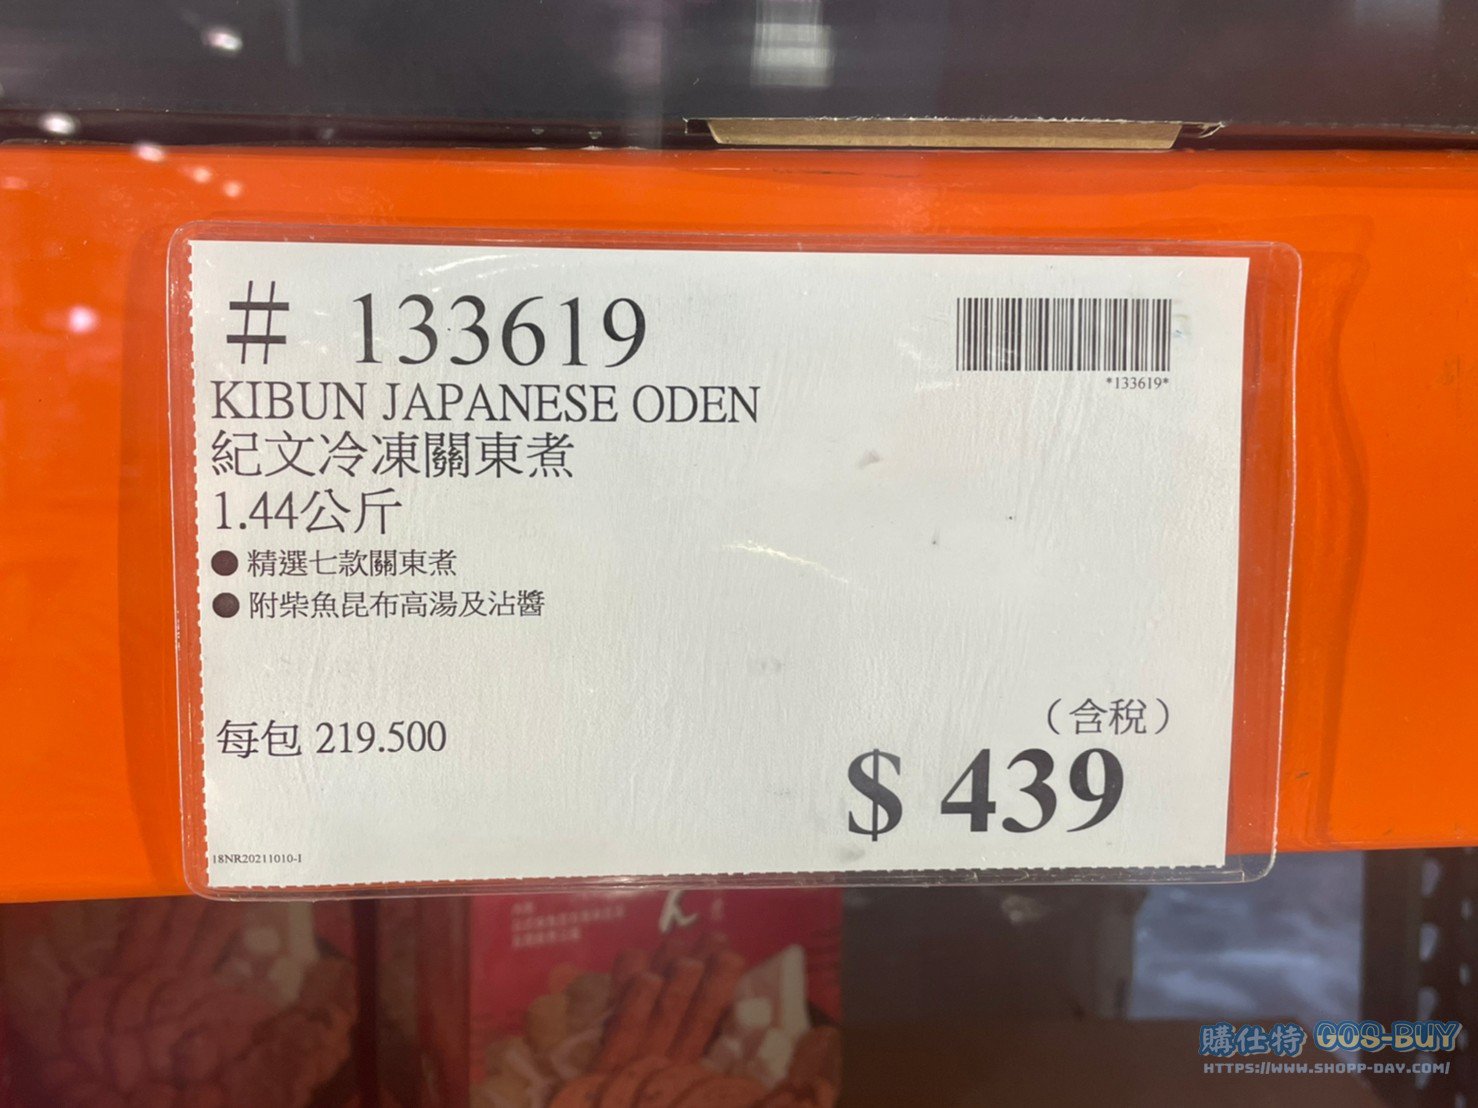 # 133619
*133619*
KIBUN JAPANESE ODEN
紀文冷凍關東煮
1.44公斤
● 精選七款關東煮
● 附柴魚昆布高湯及沾醬
每包 219.500
（含稅）
$ 439
18NR20211010-I
ん
購仕特 GOS-BUY
HTTPS://WWW.SHOPP-DAY.COM/